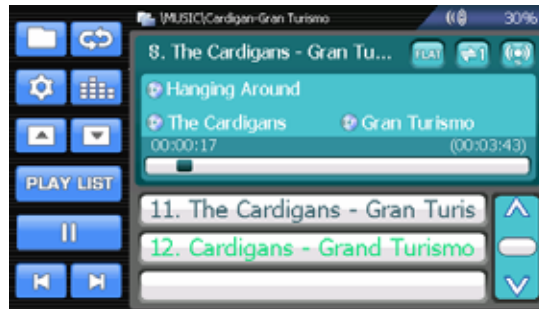 \MUSIC\Cardigan-Gran Turismo 30%
8. The Cardigans - Gran Tu... FLAT 1
Hanging Around
The Cardigans Gran Turismo
00:00:17 (00:03:43)
PLAY LIST
11. The Cardigans - Gran Turis
12. Cardigans - Grand Turismo